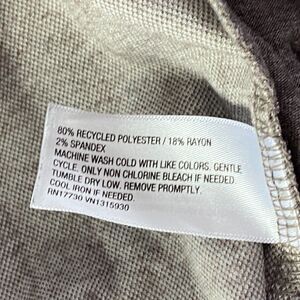 80% RECYCLED POLYESTER / 18% RAYON
2% SPANDEX
MACHINE WASH COLD WITH LIKE COLORS. GENTLE
CYCLE. ONLY NON CHLORINE BLEACH IF NEEDED.
TUMBLE DRY LOW. REMOVE PROMPTLY.
COOL IRON IF NEEDED.
RN17730 VN1315930